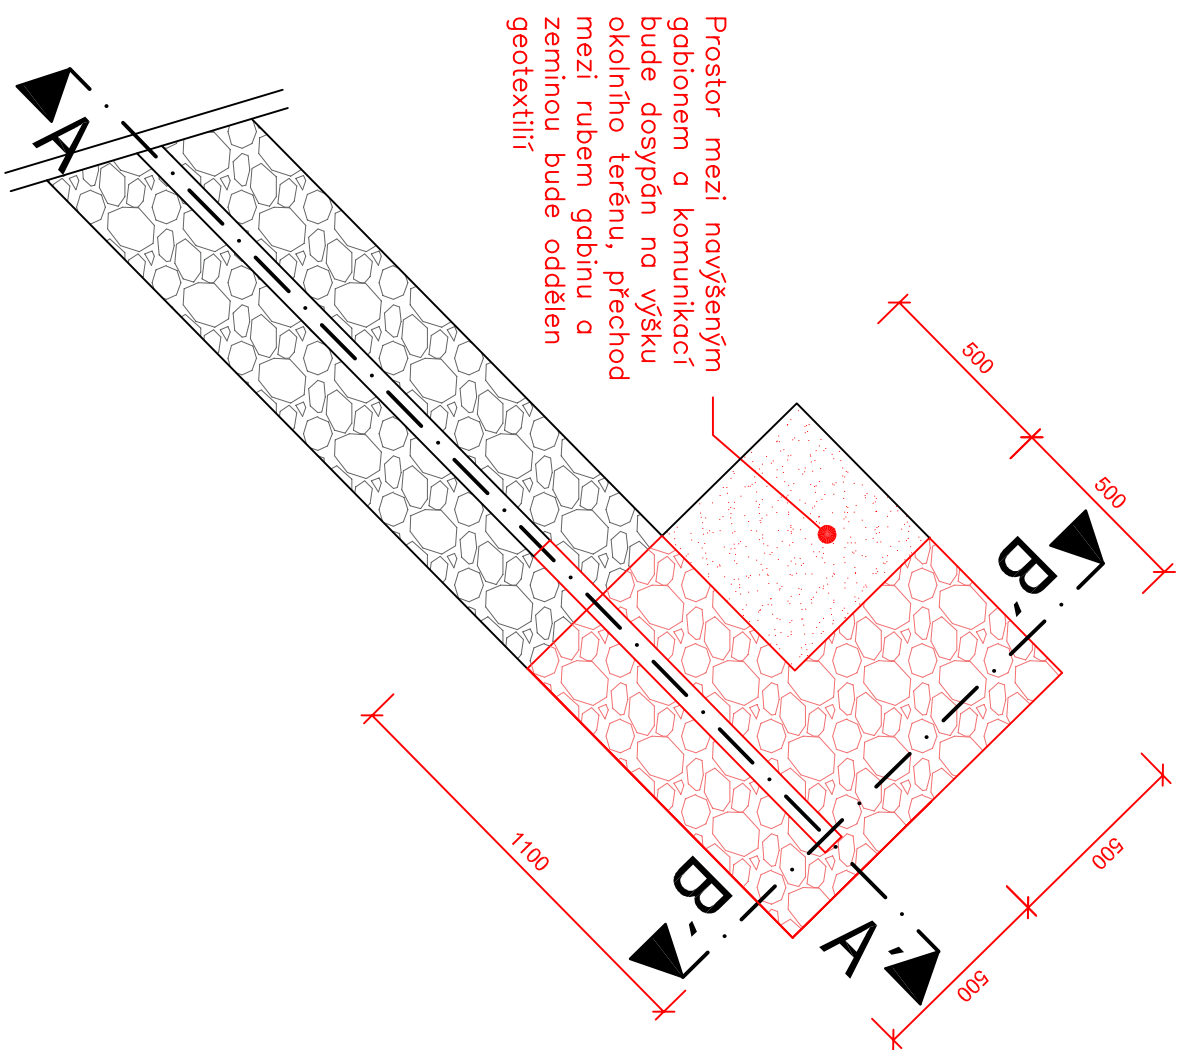 Prostor mezi navýšeným
gabionem a komunikací
bude dosypán na výšku
okolního terénu, přechod
mezi rubem gabinu a
zeminou bude oddělen
geotextilií
500
500
500
500
1100
A
A'
B'
B'